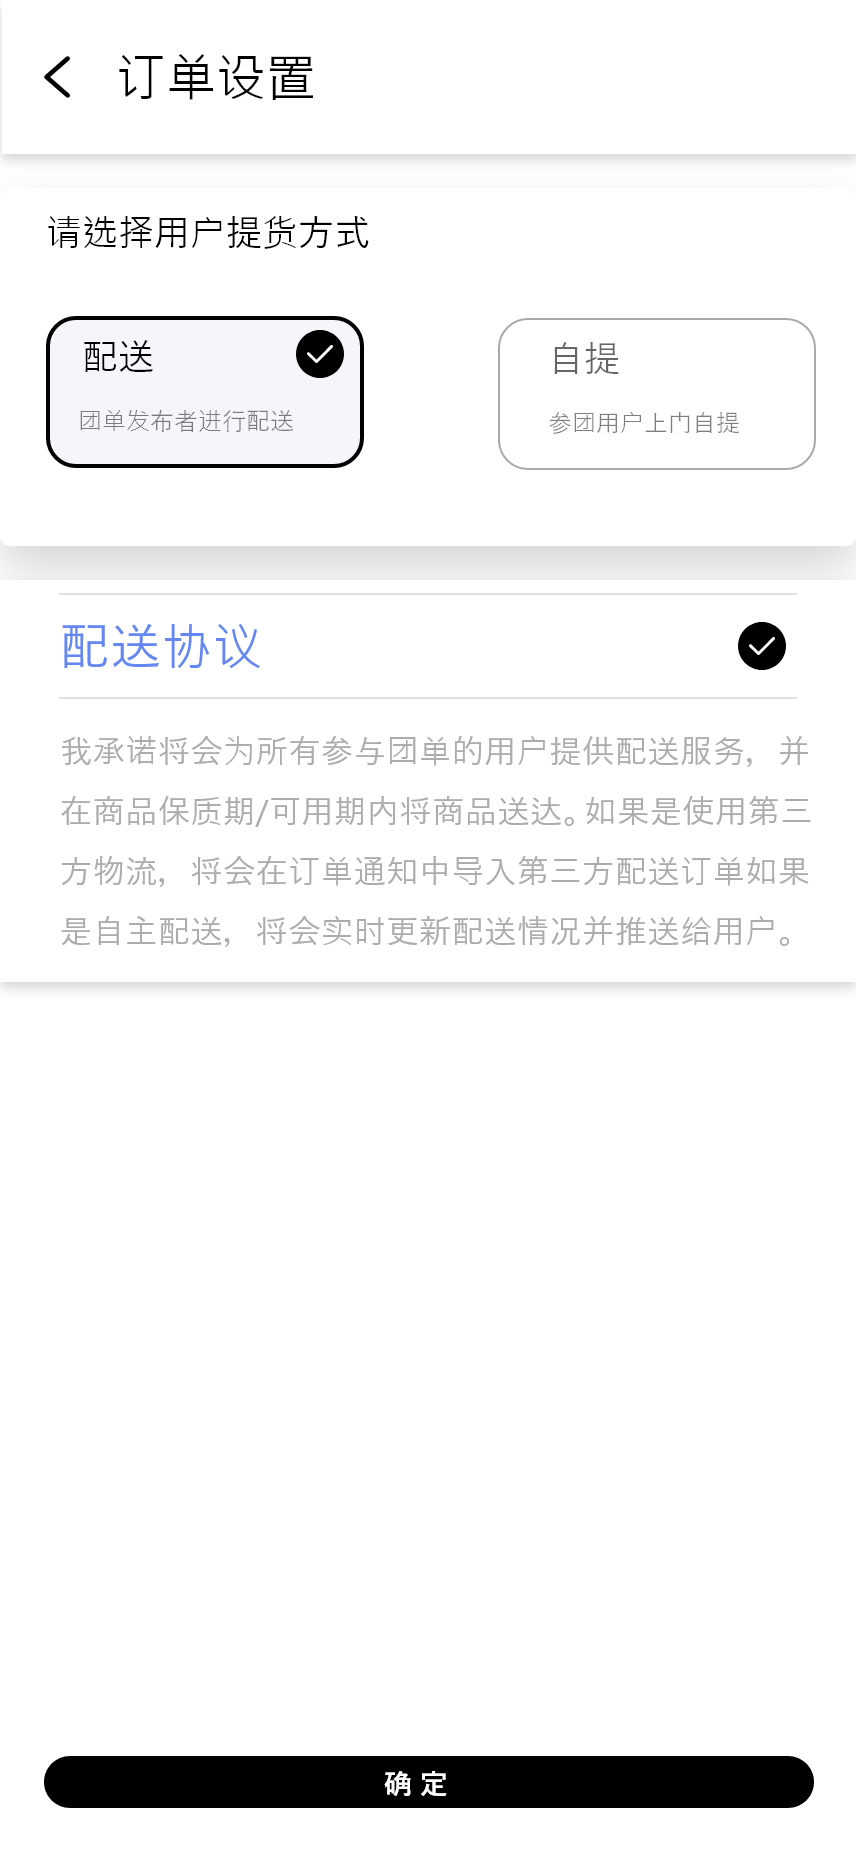 订单设置
请选择用户提货方式
配送
团单发布者进行配送
自提
参团用户上门自提
配送协议
我承诺将会为所有参与团单的用户提供配送服务，并
在商品保质期/可用期内将商品送达。如果是使用第三
方物流，将会在订单通知中导入第三方配送订单如果
是自主配送，将会实时更新配送情况并推送给用户。
确定